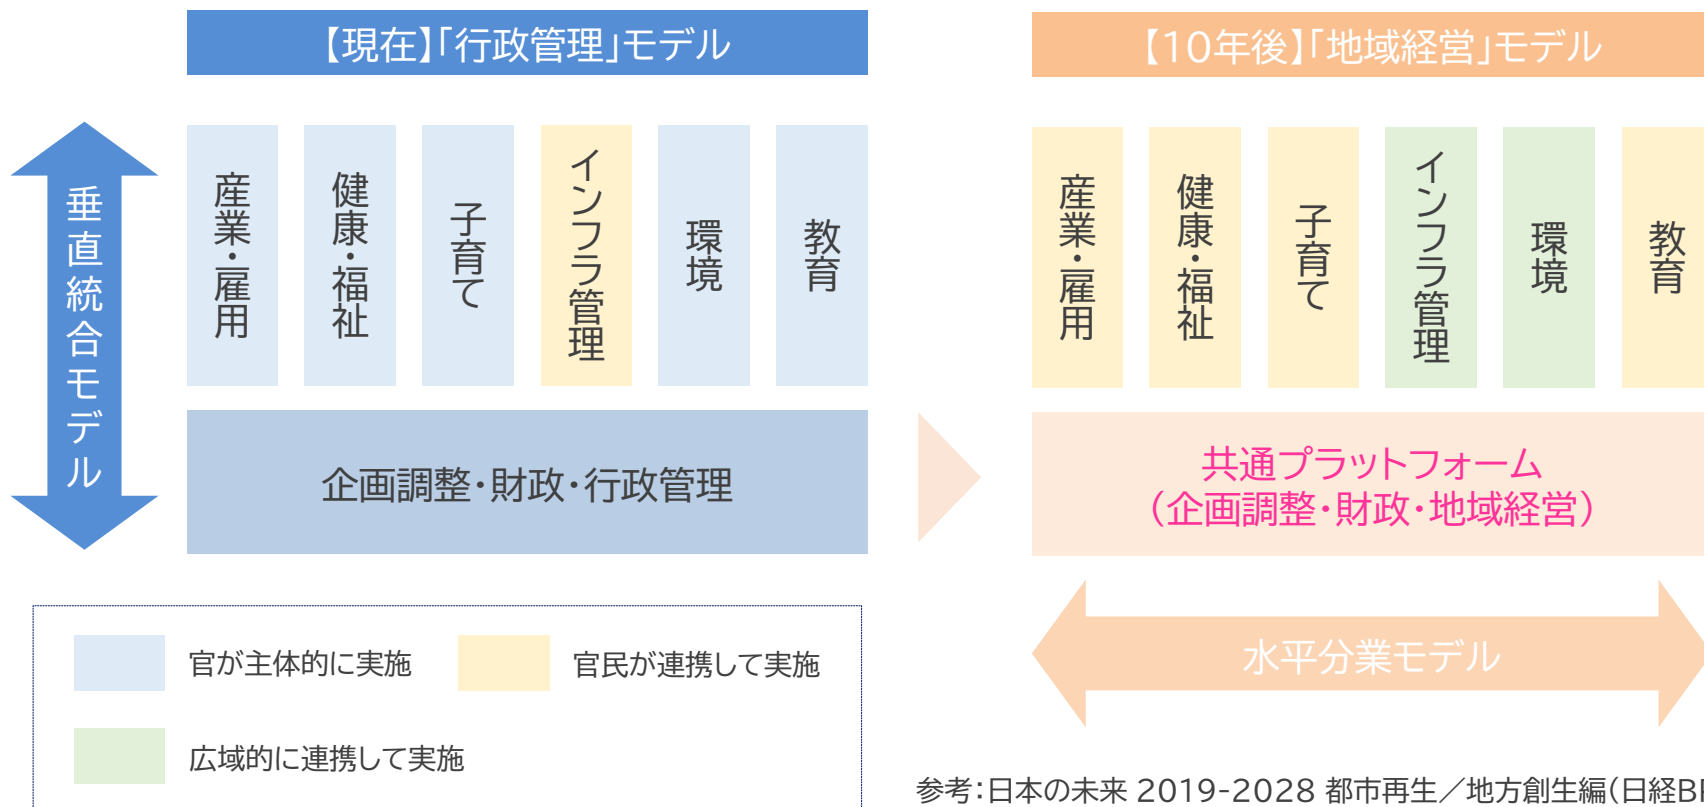 【現在】「行政管理」モデル
垂直統合モデル
産業・雇用
健康・福祉
子育て
インフラ管理
環境
教育
企画調整・財政・行政管理
官が主体的に実施
官民が連携して実施
広域的に連携して実施
【10年後】「地域経営」モデル
産業・雇用
健康・福祉
子育て
インフラ管理
環境
教育
共通プラットフォーム
（企画調整・財政・地域経営）
水平分業モデル
参考：日本の未来 2019-2028 都市再生／地方創生編（日経B